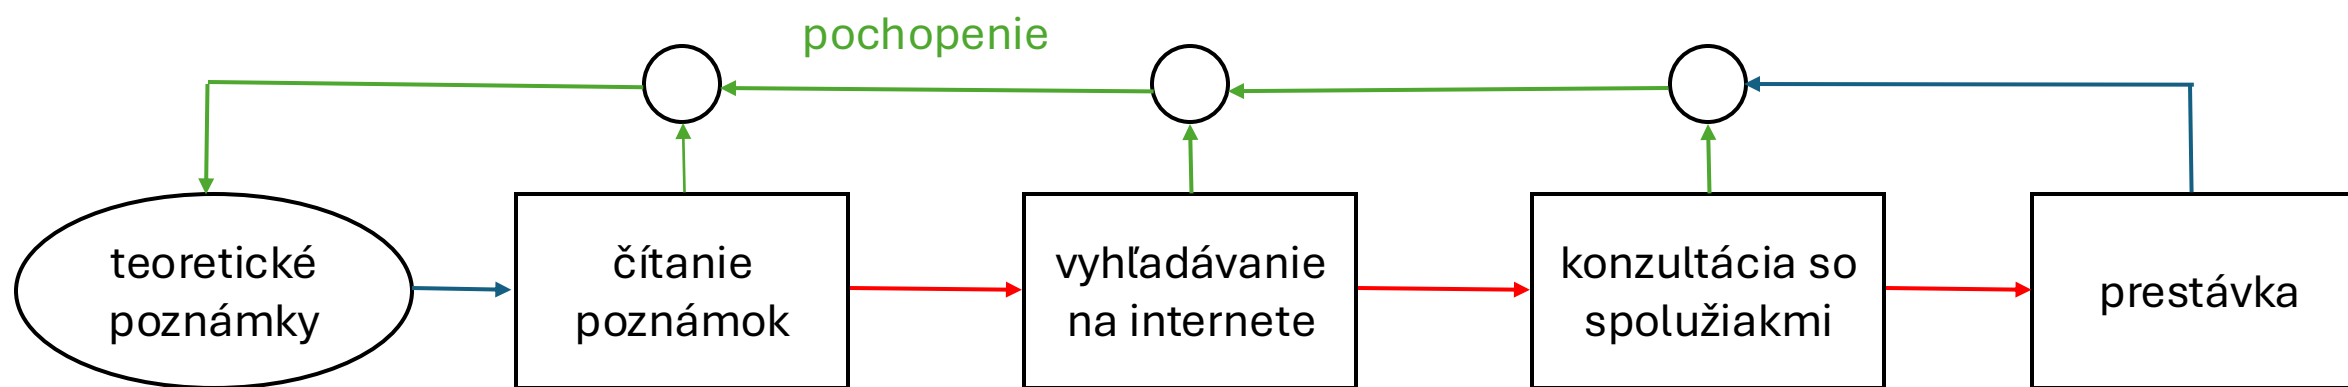 pochopenie
teoretické
poznámky
čítanie
poznámok
vyhľadávanie
na internete
konzultácia so
spolužiakmi
prestávka